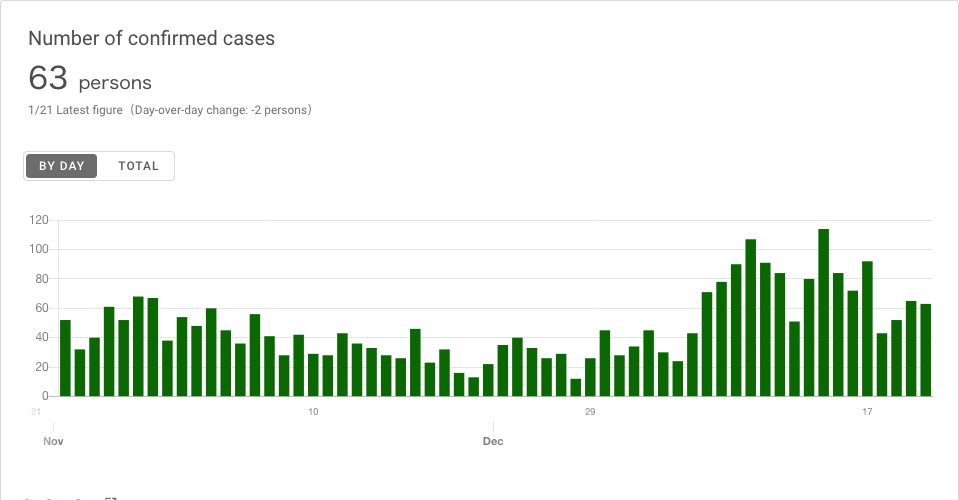 Number of confirmed cases
63 persons
1/21 Latest figure（Day-over-day change: -2 persons）
BY DAY TOTAL
120
100
80
60
40
20
0
21 10 29 17
Nov Dec